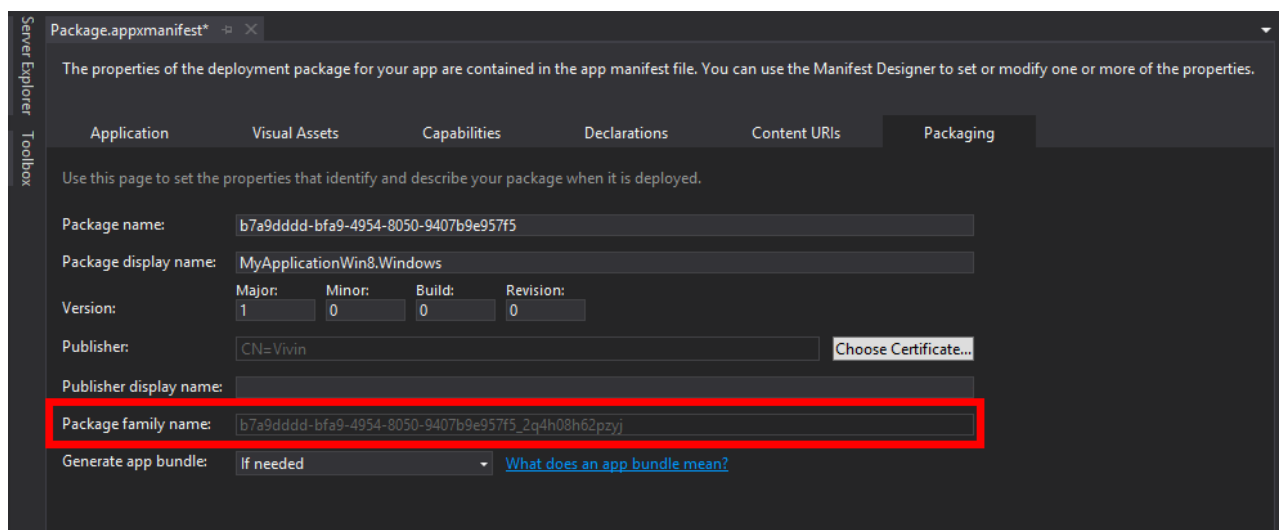 Server Explorer
Toolbox
Package.appxmanifest*
The properties of the deployment package for your app are contained in the app manifest file. You can use the Manifest Designer to set or modify one or more of the properties.
Application Visual Assets Capabilities Declarations Content URIs Packaging
Use this page to set the properties that identify and describe your package when it is deployed.
Package name: b7a9dddd-bfa9-4954-8050-9407b9e957f5
Package display name: MyApplicationWin8.Windows
Major: Minor: Build: Revision:
Version: 1 0 0 0
Publisher: CN=Vivin Choose Certificate...
Publisher display name:
Package family name: b7a9dddd-bfa9-4954-8050-9407b9e957f5_2q4h08h62pzyj
Generate app bundle: If needed What does an app bundle mean?